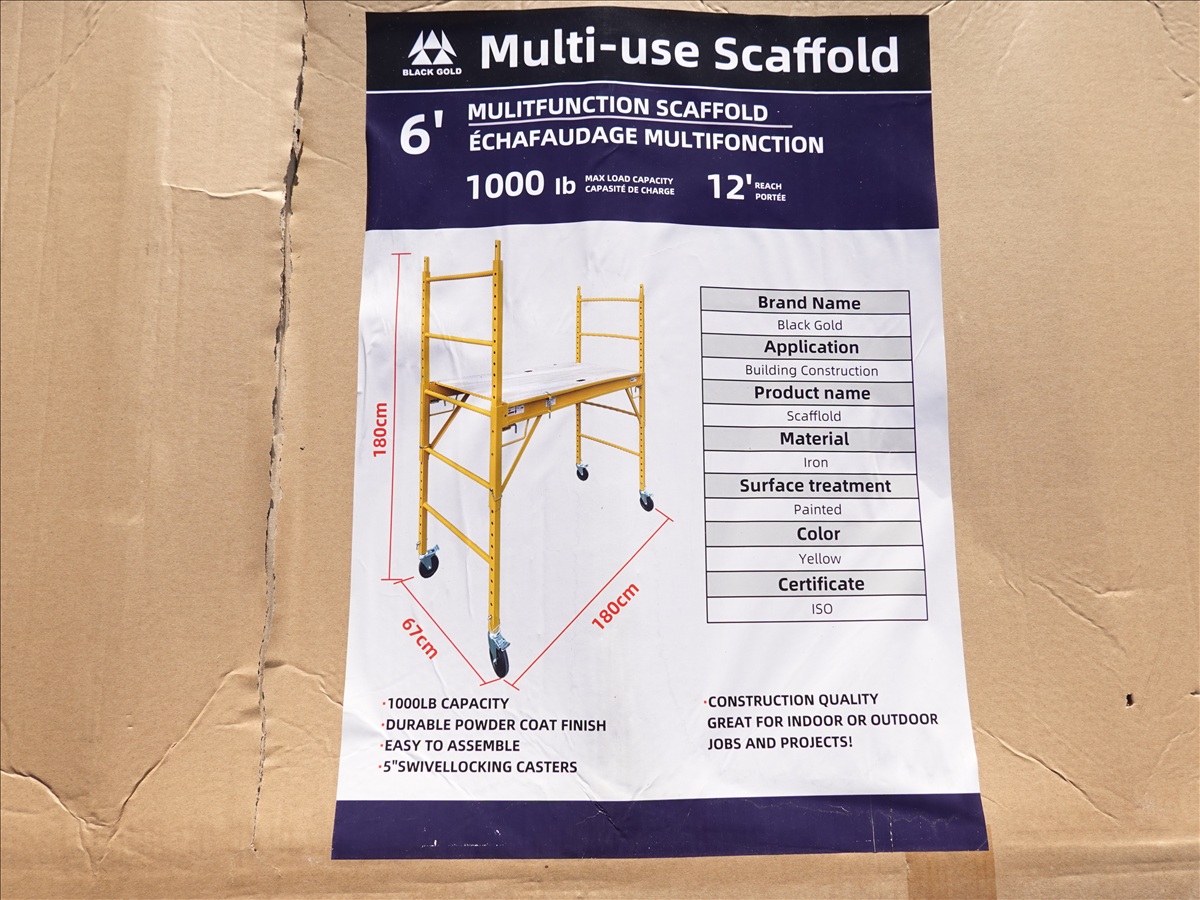 BLACK GOLD
Multi-use Scaffold
6'
MULITFUNCTION SCAFFOLD
ÉCHAFAUDAGE MULTIFONCTION
1000 lb
MAX LOAD CAPACITY
CAPASITÉ DE CHARGE
12'
REACH
PORTÉE
180cm
67cm
180cm
Brand Name
Black Gold
Application
Building Construction
Product name
Scafflold
Material
Iron
Surface treatment
Painted
Color
Yellow
Certificate
ISO
·1000LB CAPACITY
·DURABLE POWDER COAT FINISH
·EASY TO ASSEMBLE
·5"SWIVELLOCKING CASTERS
·CONSTRUCTION QUALITY
GREAT FOR INDOOR OR OUTDOOR
JOBS AND PROJECTS!